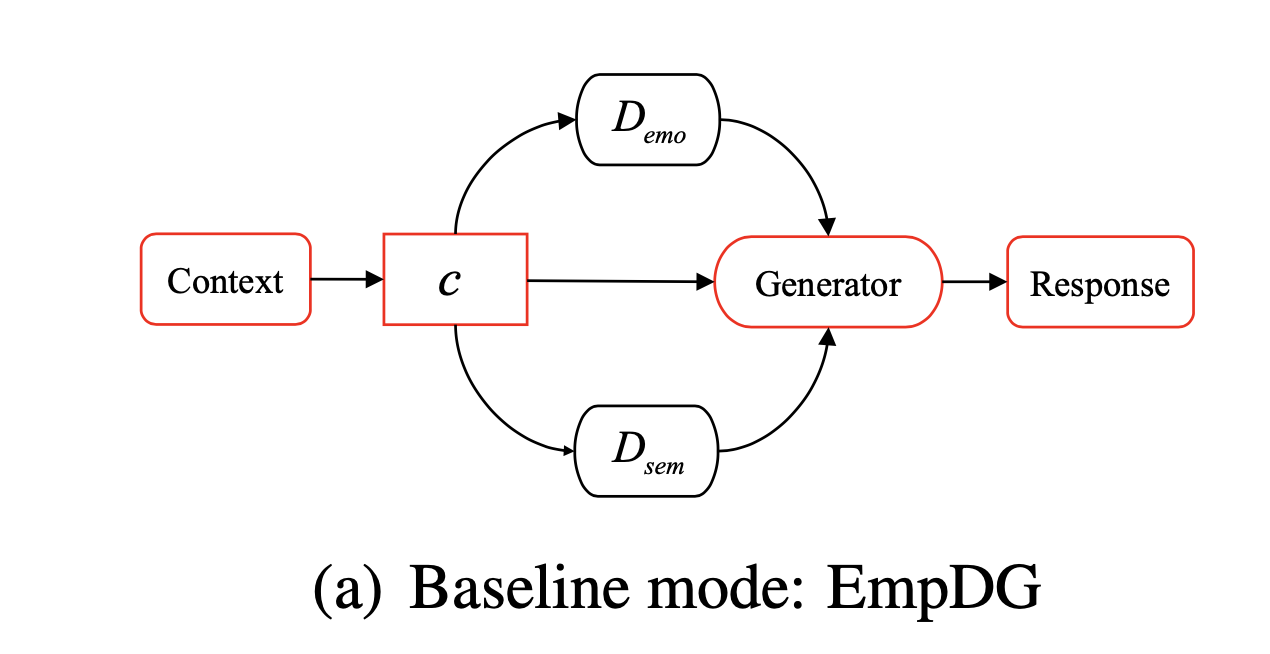 D_emo
Context
c
Generator
Response
D_sem
(a) Baseline mode: EmpDG